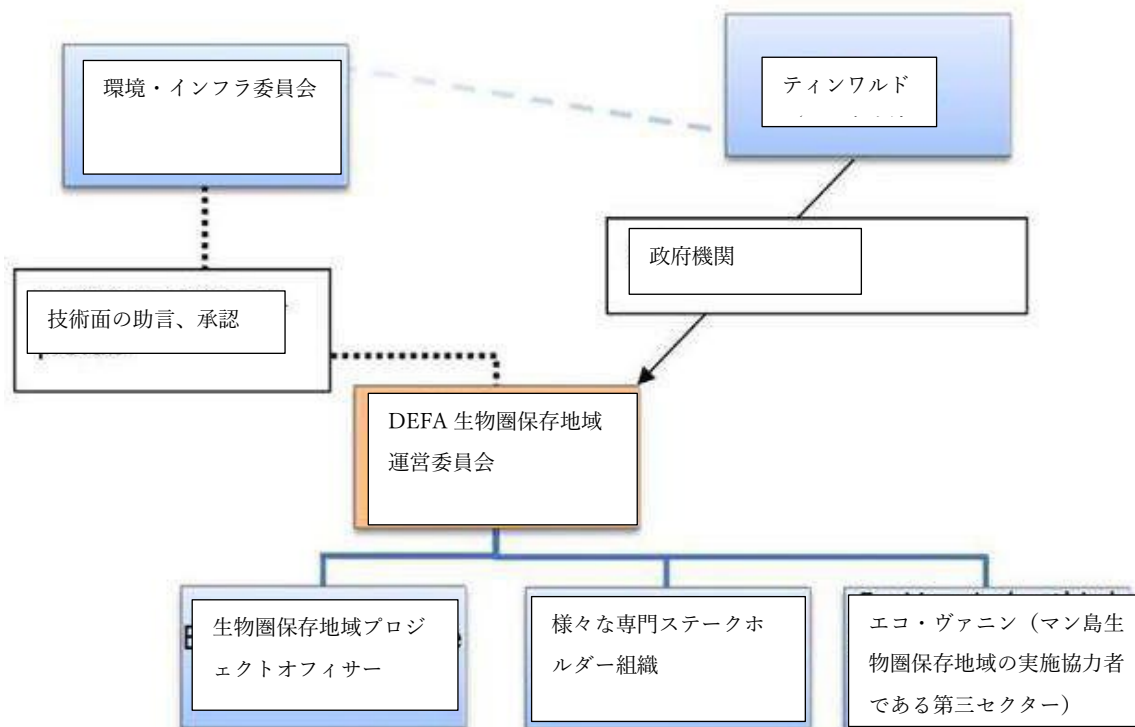 環境・インフラ委員会
ティンワルド
政府機関
技術面の助言、承認
DEFA 生物圏保存地域
運営委員会
生物圏保存地域プロジ
ェクトオフィサー
様々な専門ステークホ
ルダー組織
エコ・ヴァニン（マン島生
物圏保存地域の実施協力者
である第三セクター）